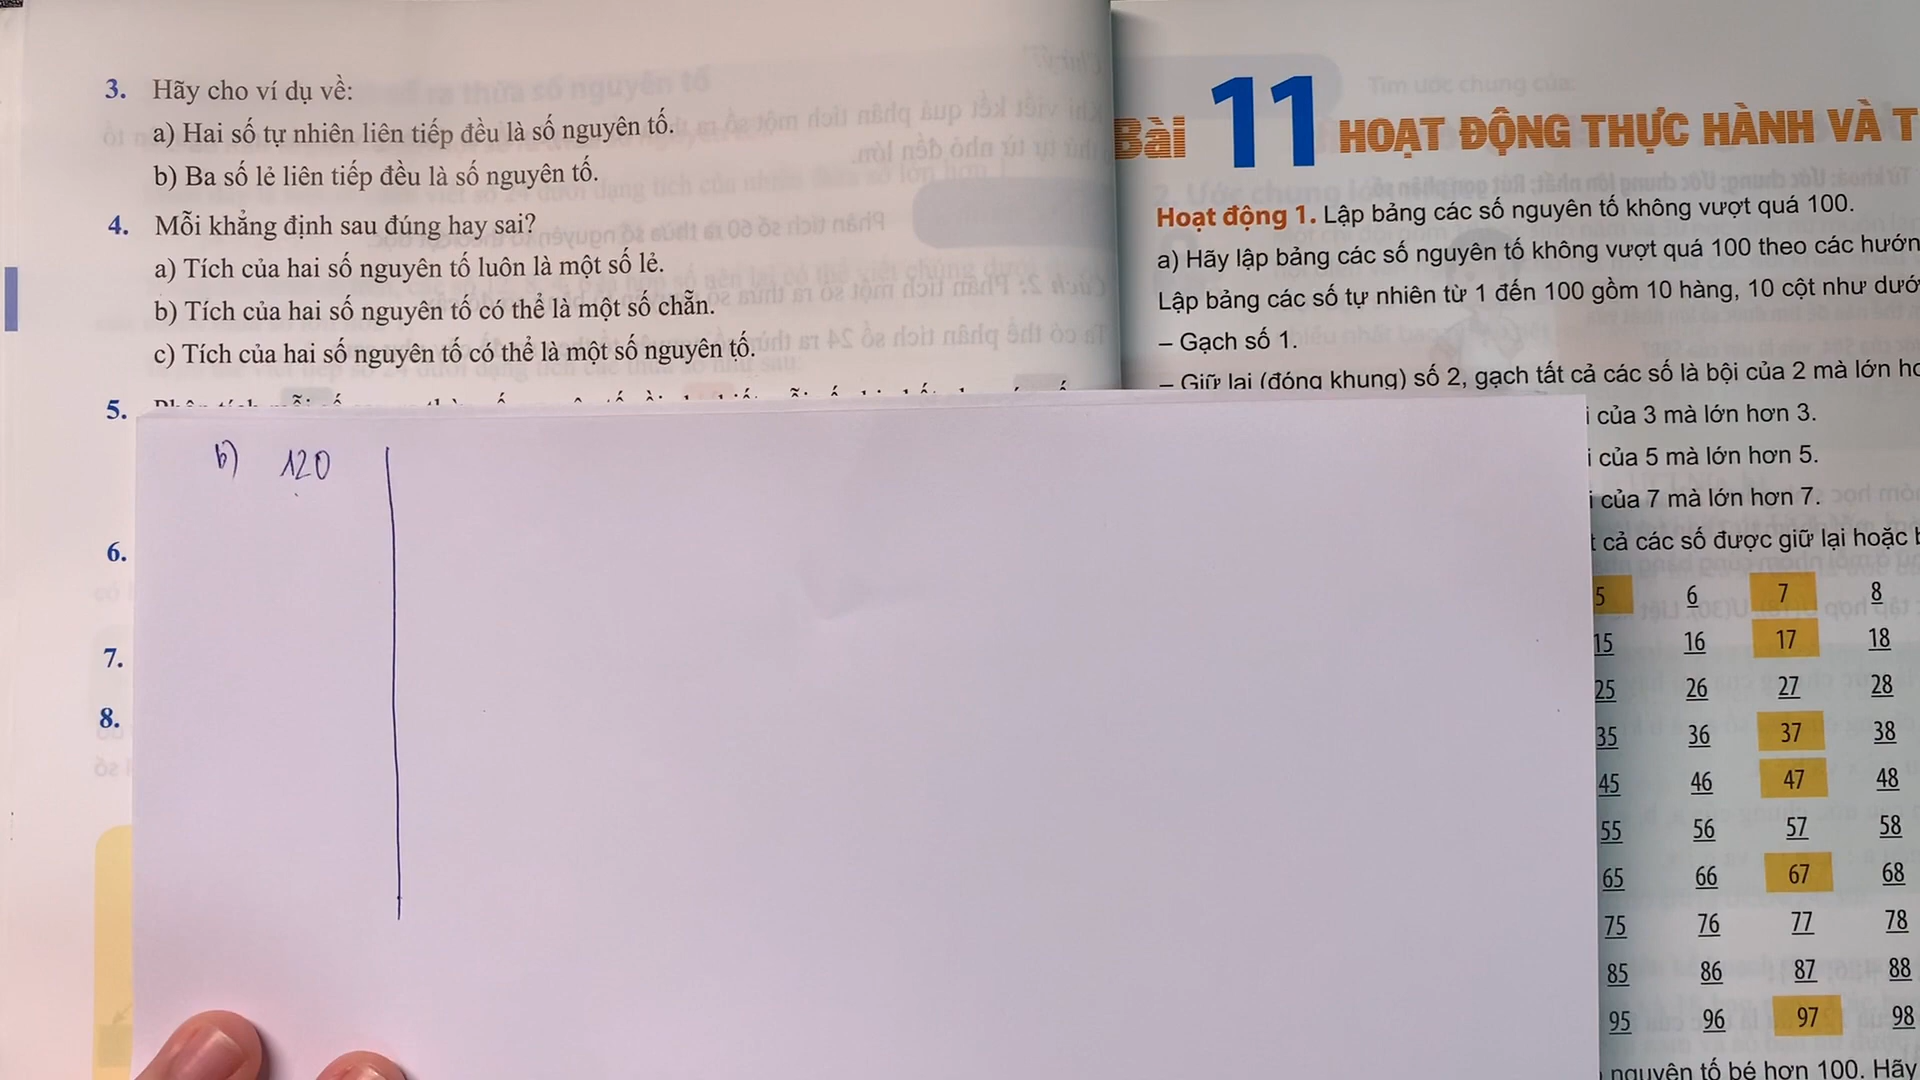 3. Hãy cho ví dụ về:
a) Hai số tự nhiên liên tiếp đều là số nguyên tố.
b) Ba số lẻ liên tiếp đều là số nguyên tố.
4. Mỗi khẳng định sau đúng hay sai?
a) Tích của hai số nguyên tố luôn là một số lẻ.
b) Tích của hai số nguyên tố có thể là một số chẵn.
c) Tích của hai số nguyên tố có thể là một số nguyên tố.
5.
6.
7.
8.
b) 120
Bài 11 HOẠT ĐỘNG THỰC HÀNH VÀ T
Hoạt động 1. Lập bảng các số nguyên tố không vượt quá 100.
a) Hãy lập bảng các số nguyên tố không vượt quá 100 theo các hướn
Lập bảng các số tự nhiên từ 1 đến 100 gồm 10 hàng, 10 cột như dướ
– Gạch số 1.
– Giữ lại (đóng khung) số 2, gạch tất cả các số là bội của 2 mà lớn hơ
i của 3 mà lớn hơn 3.
i của 5 mà lớn hơn 5.
i của 7 mà lớn hơn 7.
t cả các số được giữ lại hoặc
5 6 7 8
15 16 17 18
25 26 27 28
35 36 37 38
45 46 47 48
55 56 57 58
65 66 67 68
75 76 77 78
85 86 87 88
95 96 97 98
nguyên tố bé hơn 100. Hãy